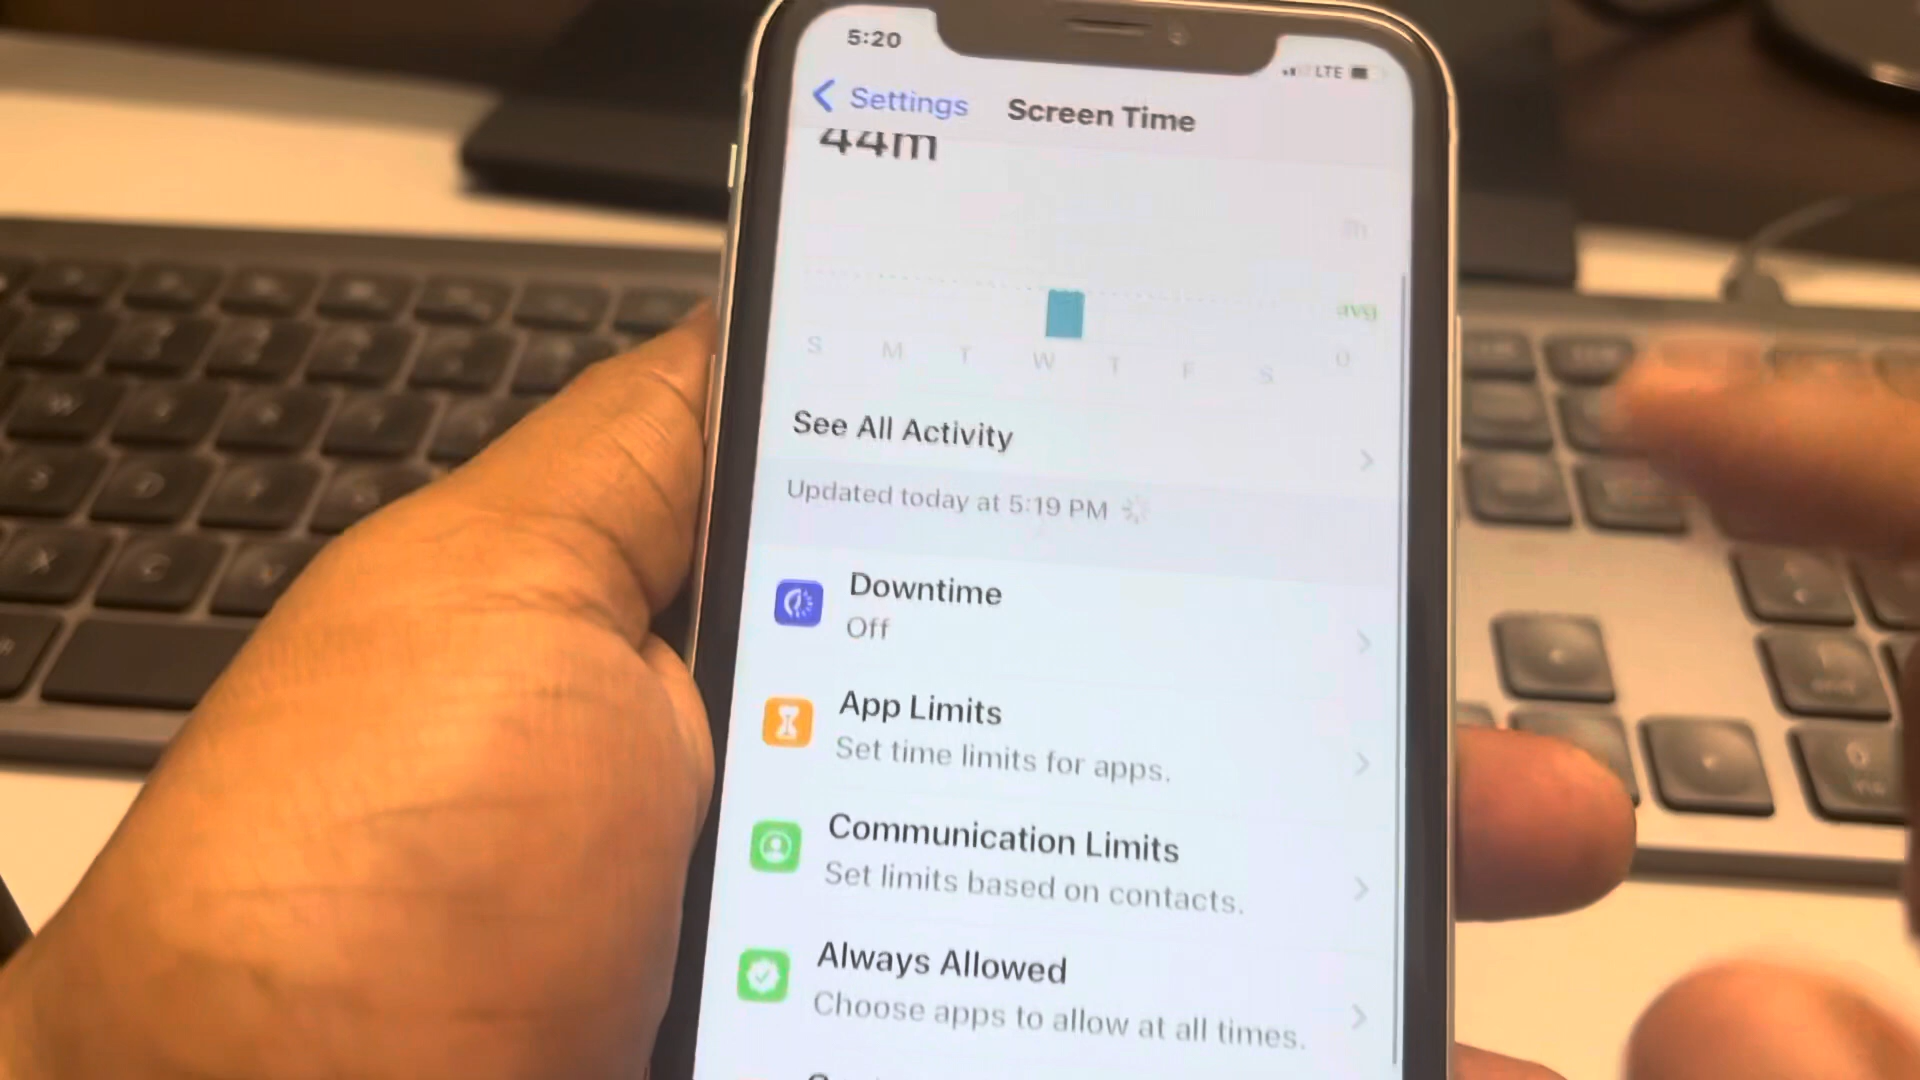 5:20
LTE
Settings
Screen Time
44m
avg
0
S M T W T F S
See All Activity
Updated today at 5:19 PM
Downtime
Off
App Limits
Set time limits for apps.
Communication Limits
Set limits based on contacts.
Always Allowed
Choose apps to allow at all times.